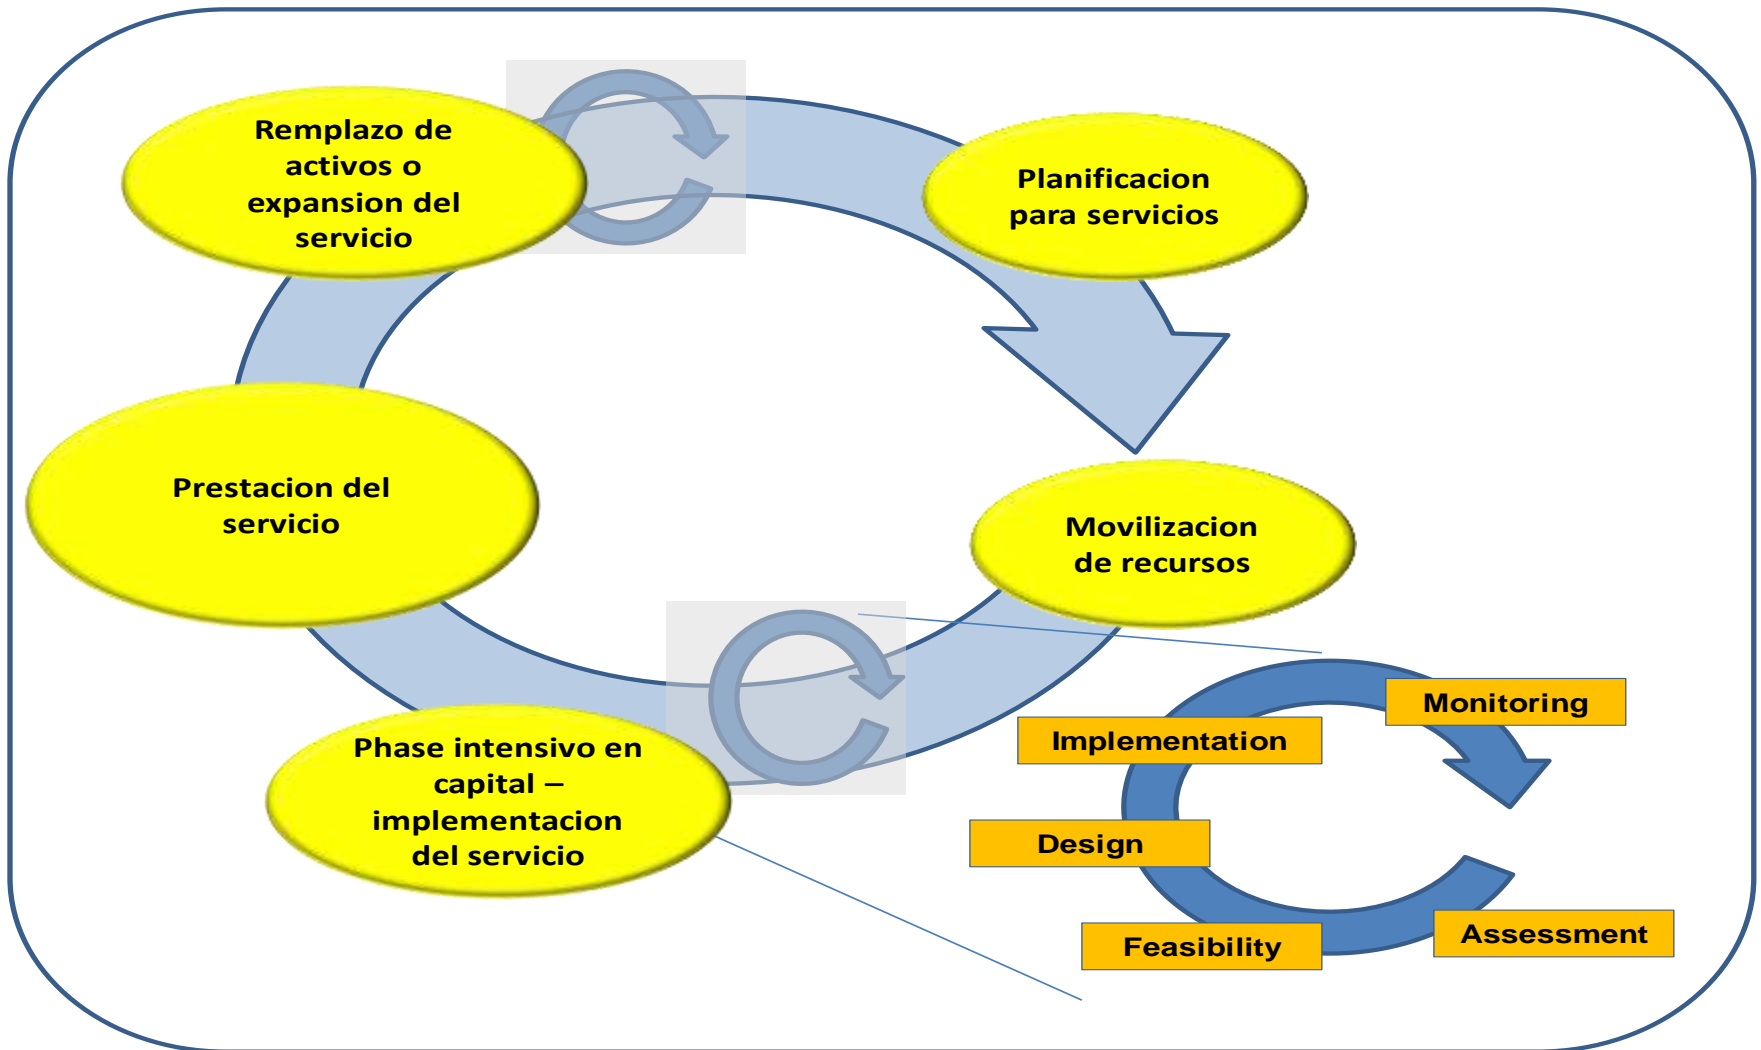 Remplazo de
activos o
expansion del
servicio
Planificacion
para servicios
Prestacion del
servicio
Movilizacion
de recursos
Phase intensivo en
capital –
implementacion
del servicio
Monitoring
Implementation
Design
Feasibility
Assessment